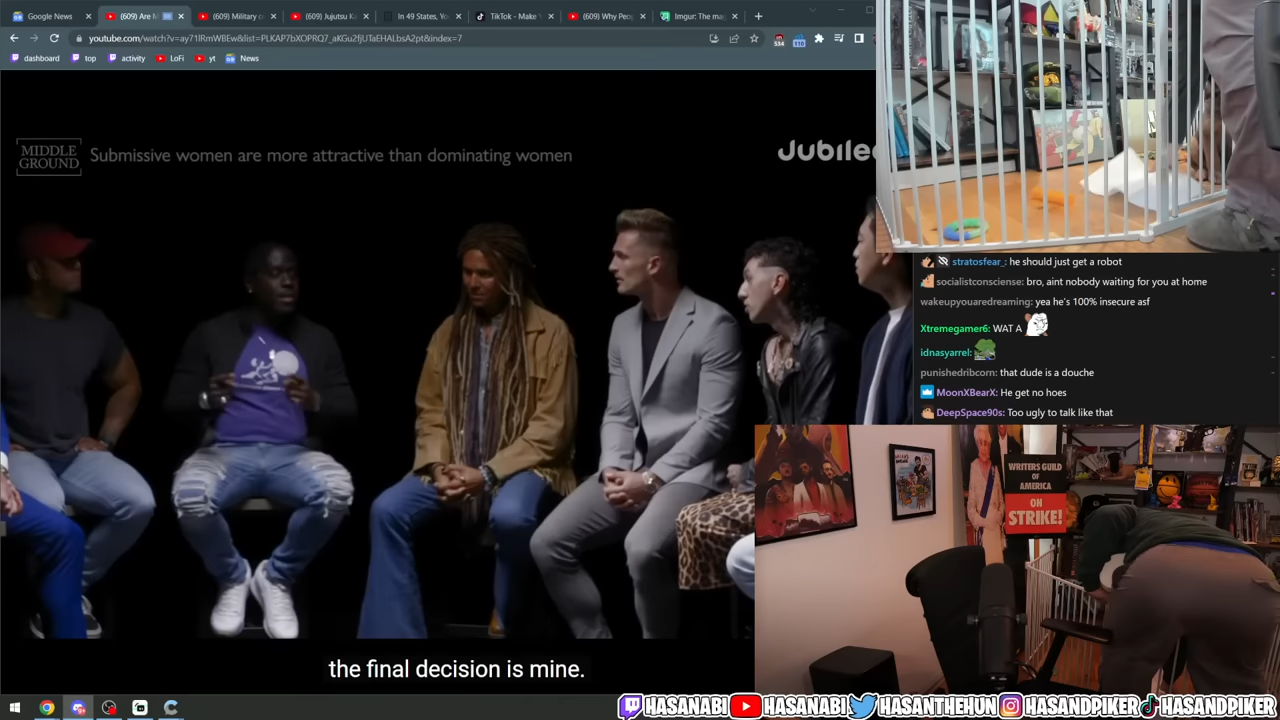 Google News
(609) Are M
(609) Military c
(609) Jujutsu K
In 49 States, Yo
TikTok - Make Y
(609) Why Peop
Imgur: The mag
youtube.com/watch?v=ay71lRmWBEw&list=PLKAP7bXOPRQ7_aKGu2fjUTaEHALbsA2pt&index=7
534
110
dashboard
top
activity
LoFi
yt
News
MIDDLE
GROUND
Submissive women are more attractive than dominating women
Jubilee
stratosfear_: he should just get a robot
socialistconsciense: bro, aint nobody waiting for you at home
wakeupyouaredreaming: yea he's 100% insecure asf
Xtremegamer6: WAT A
idnasyarrel:
punishedribcorn: that dude is a douche
MoonXBearX: He get no hoes
DeepSpace90s: Too ugly to talk like that
WRITERS GUILD
OF
AMERICA
ON
STRIKE!
the final decision is mine.
HASANABI
HASANABI
HASANTHEHUN
HASANDPIKER
HASANDPIKER